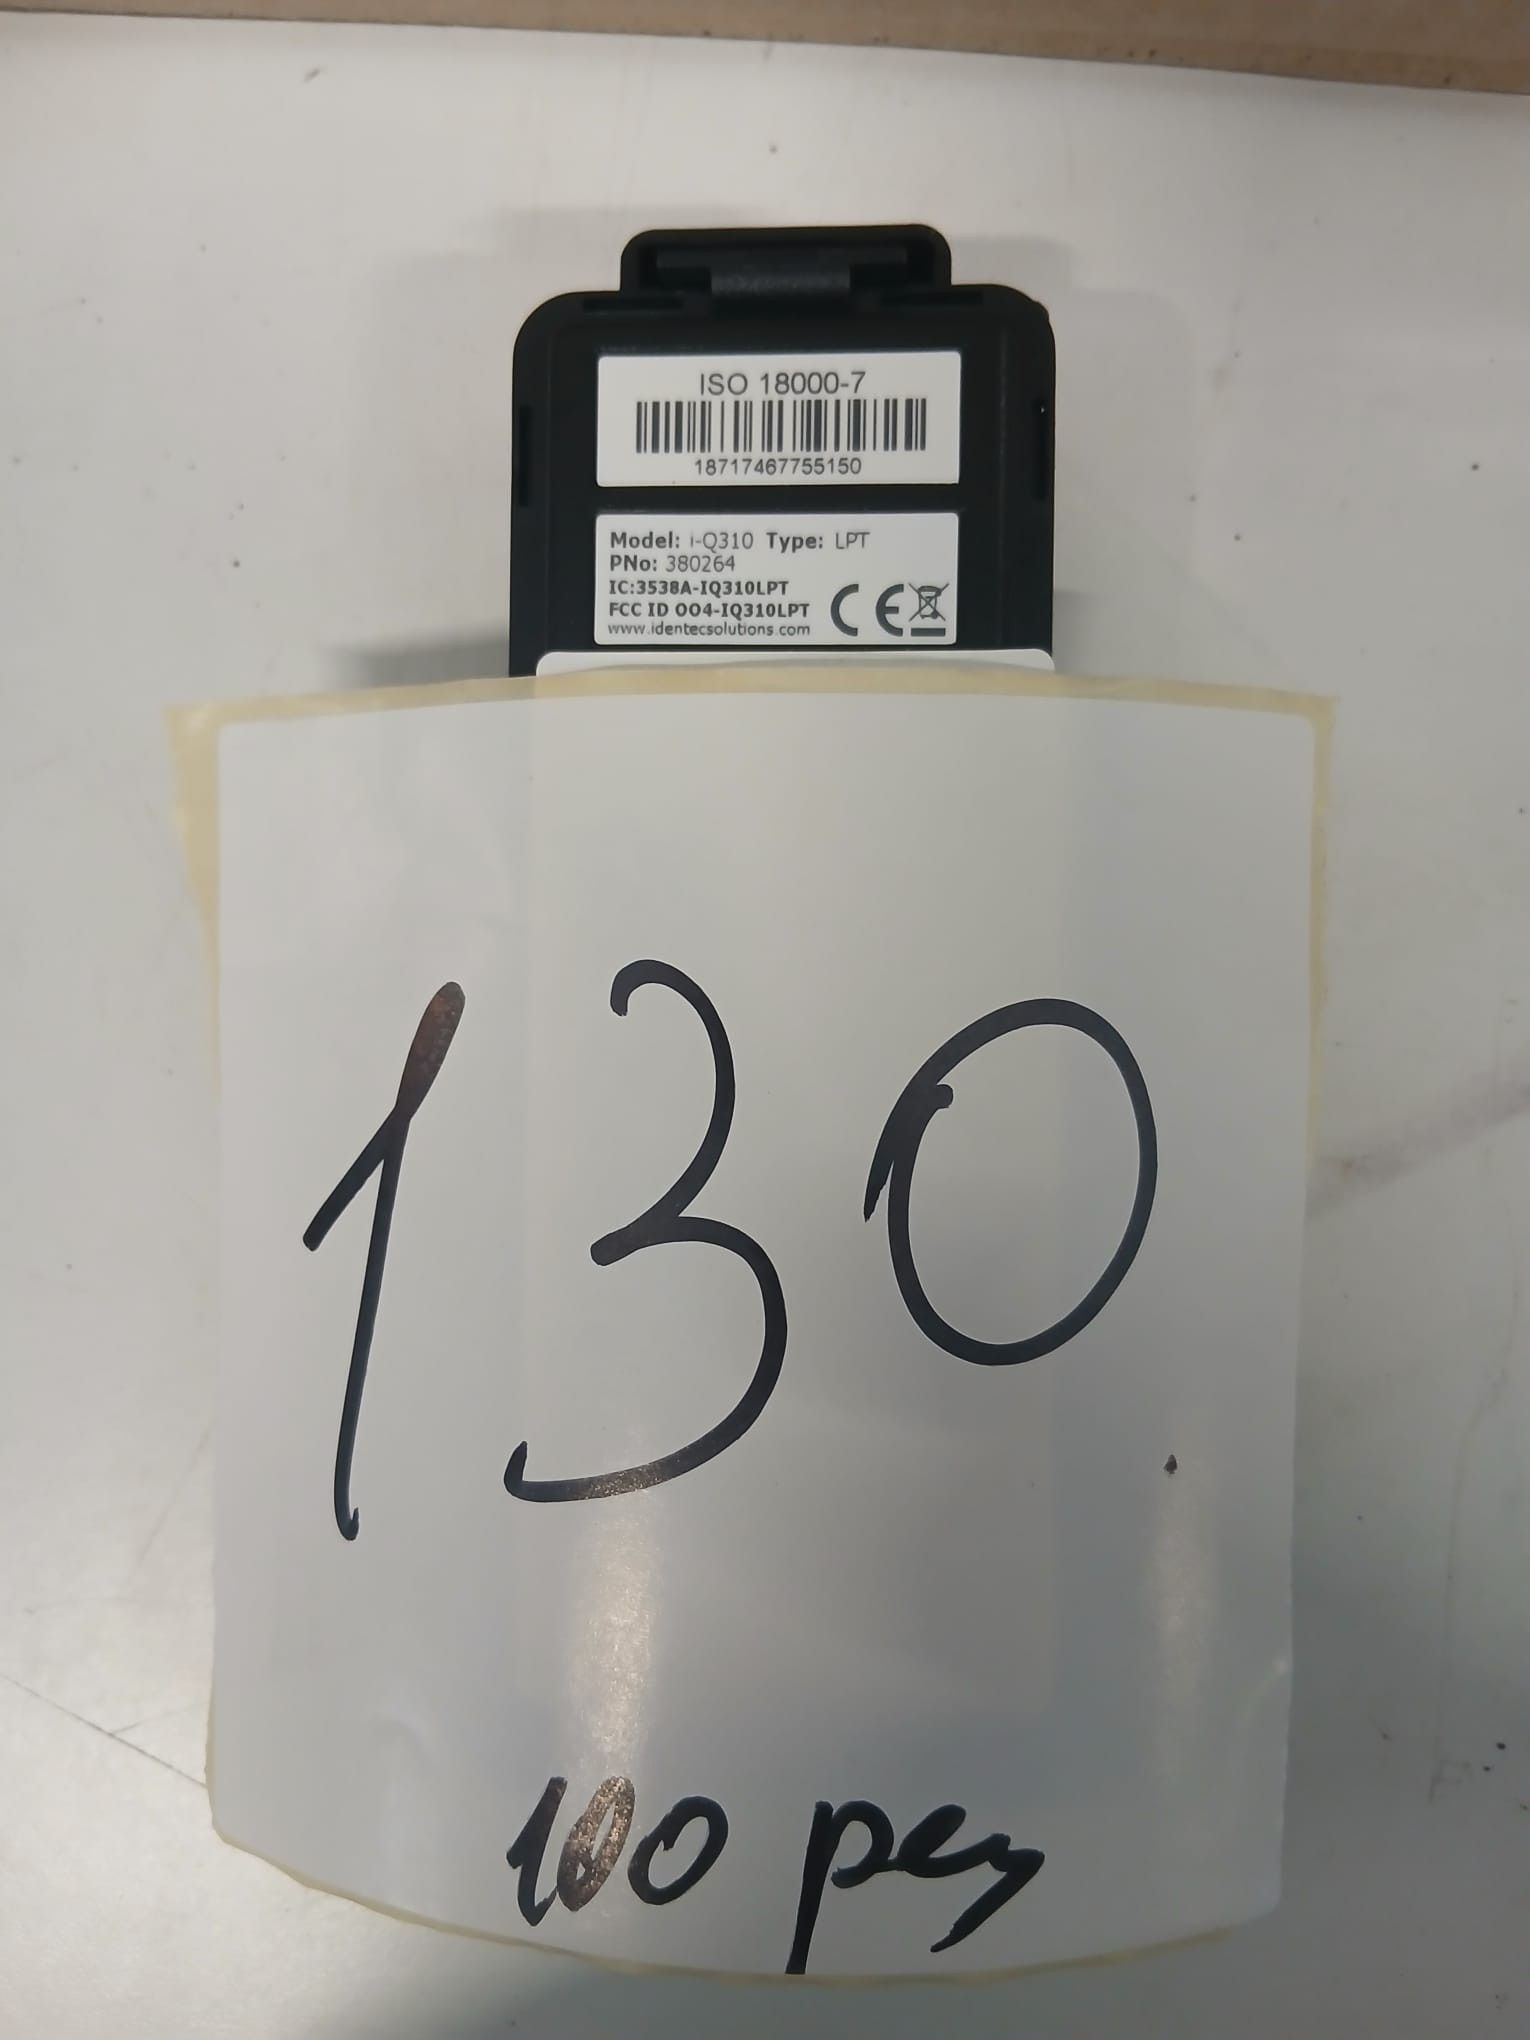 ISO 18000-7
18717467755150
Model: i-Q310 Type: LPT
PNo: 380264
IC:3538A-IQ310LPT
FCC ID OO4-IQ310LPT
www.identecsolutions.com
CE
130
100